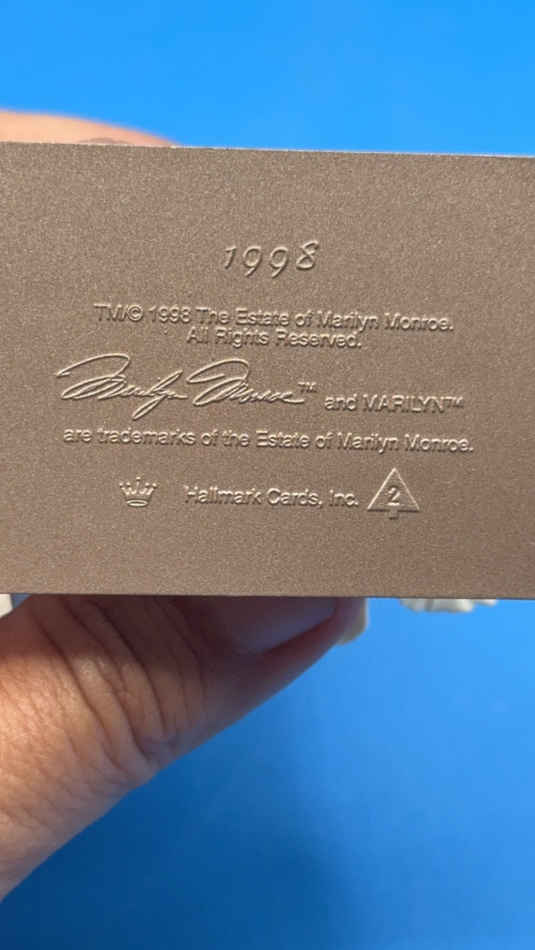 1998
TM/© 1998 The Estate of Marilyn Monroe.
All Rights Reserved.
Marilyn Monroe™ and MARILYN™
are trademarks of the Estate of Marilyn Monroe.
Hallmark Cards, Inc. 2